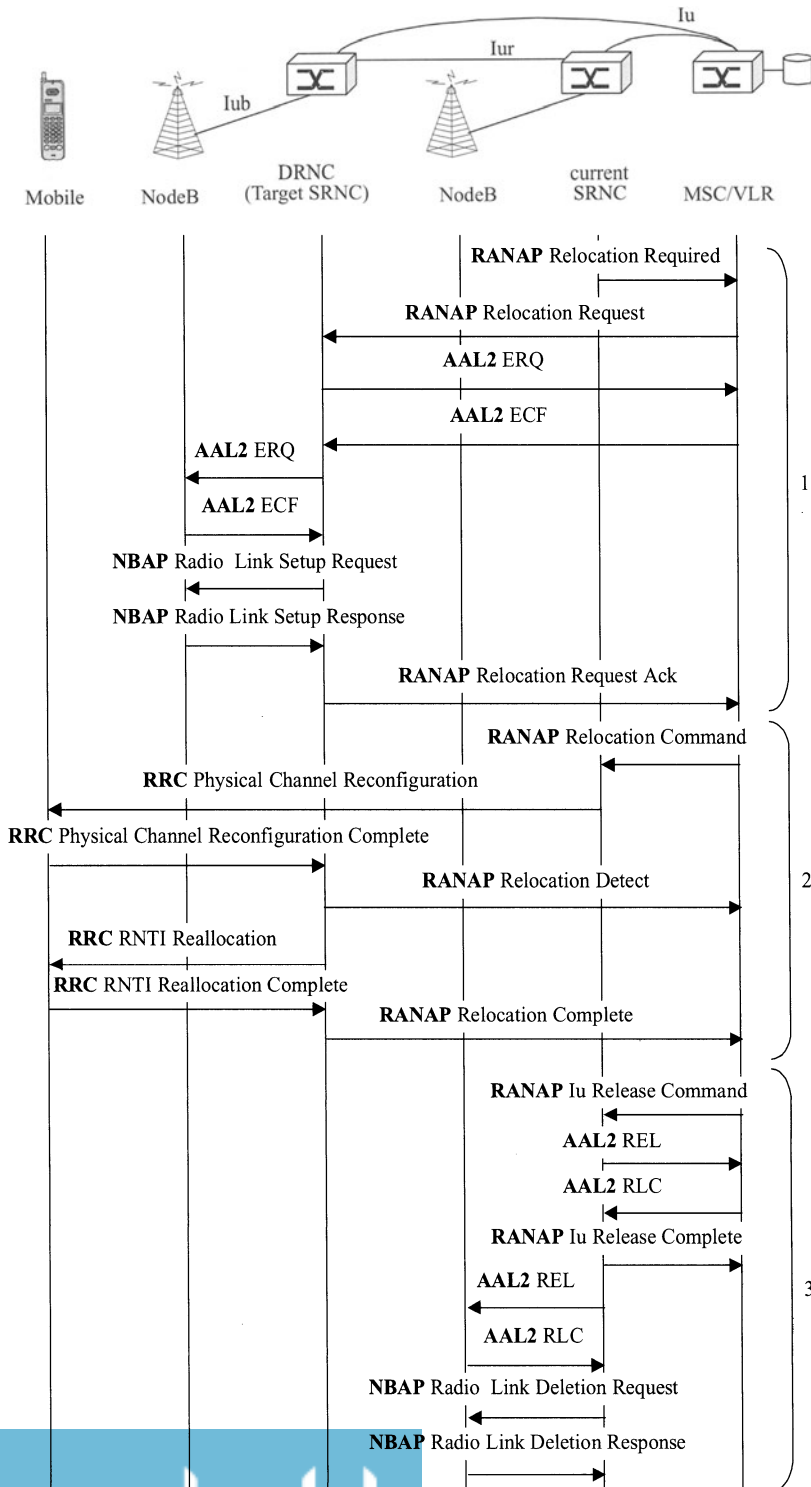 Iu
Iur
Iub
Mobile
NodeB
DRNC
(Target SRNC)
NodeB
current
SRNC
MSC/VLR
RANAP Relocation Required
RANAP Relocation Request
AAL2 ERQ
AAL2 ECF
AAL2 ERQ
AAL2 ECF
NBAP Radio Link Setup Request
NBAP Radio Link Setup Response
RANAP Relocation Request Ack
1
RANAP Relocation Command
RRC Physical Channel Reconfiguration
RRC Physical Channel Reconfiguration Complete
RANAP Relocation Detect
RRC RNTI Reallocation
RRC RNTI Reallocation Complete
RANAP Relocation Complete
2
RANAP Iu Release Command
AAL2 REL
AAL2 RLC
RANAP Iu Release Complete
AAL2 REL
AAL2 RLC
NBAP Radio Link Deletion Request
NBAP Radio Link Deletion Response
3